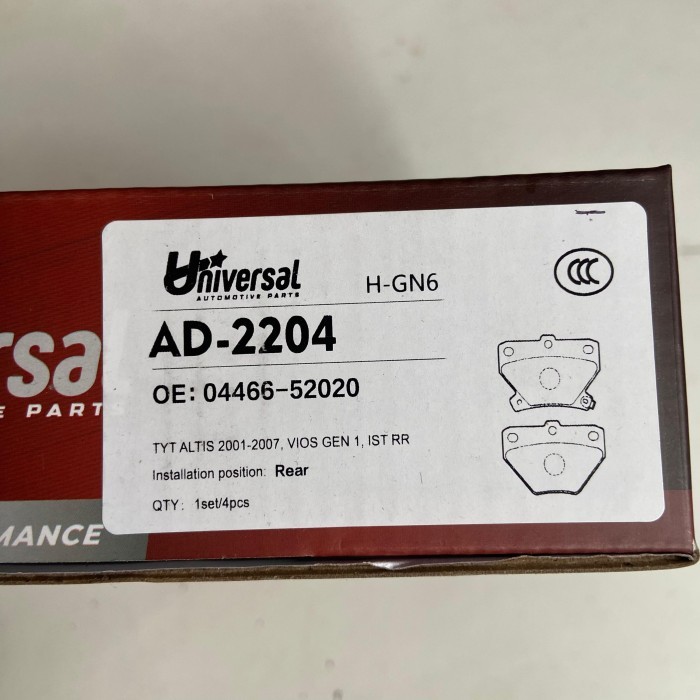 Universal
AUTOMOTIVE PARTS
H-GN6
CCC
AD-2204
OE: 04466-52020
TYT ALTIS 2001-2007, VIOS GEN 1, IST RR
Installation position: Rear
QTY: 1set/4pcs
rsal
E PARTS
MANCE